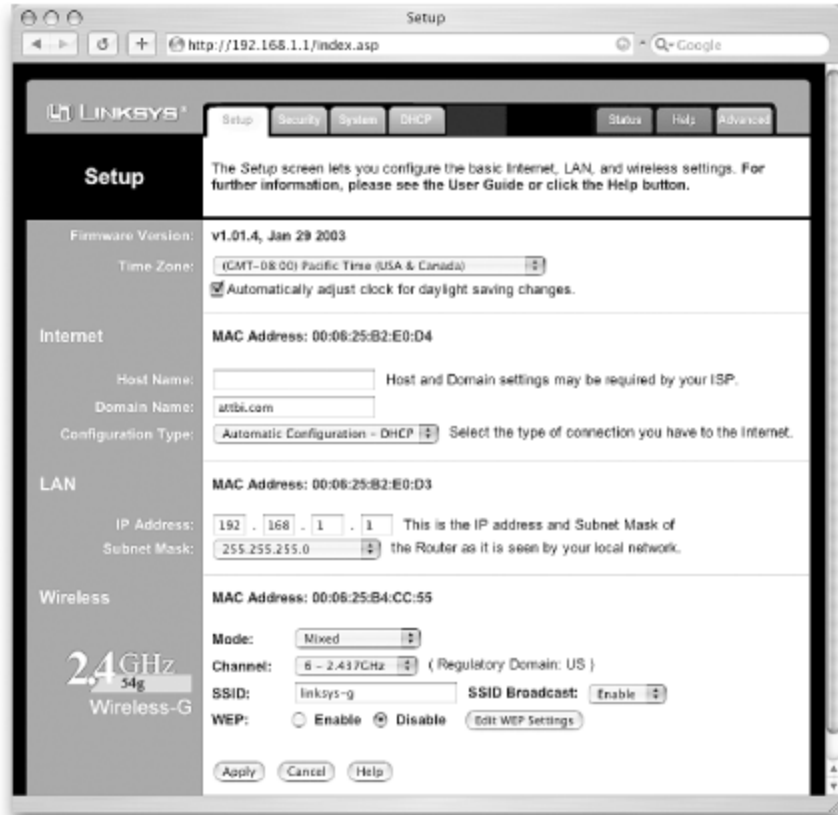 Setup
http://192.168.1.1/index.asp
Q- Google
LINKSYS®
Setup Security System DHCP Status Help Advanced
Setup
The Setup screen lets you configure the basic Internet, LAN, and wireless settings. For
further information, please see the User Guide or click the Help button.
Firmware Version: v1.01.4, Jan 29 2003
Time Zone: (GMT-08:00) Pacific Time (USA & Canada)
Automatically adjust clock for daylight saving changes.
Internet MAC Address: 00:06:25:B2:E0:D4
Host Name: Host and Domain settings may be required by your ISP.
Domain Name: attbi.com
Configuration Type: Automatic Configuration - DHCP Select the type of connection you have to the Internet.
LAN MAC Address: 00:06:25:B2:E0:D3
IP Address: 192 . 168 . 1 . 1 This is the IP address and Subnet Mask of
Subnet Mask: 255.255.255.0 the Router as it is seen by your local network.
Wireless MAC Address: 00:06:25:B4:CC:55
Mode: Mixed
Channel: 6 - 2.437GHz ( Regulatory Domain: US )
SSID: linksys-g SSID Broadcast: Enable
WEP: Enable Disable Edit WEP Settings
2.4GHz
54g
Wireless-G
Apply Cancel Help